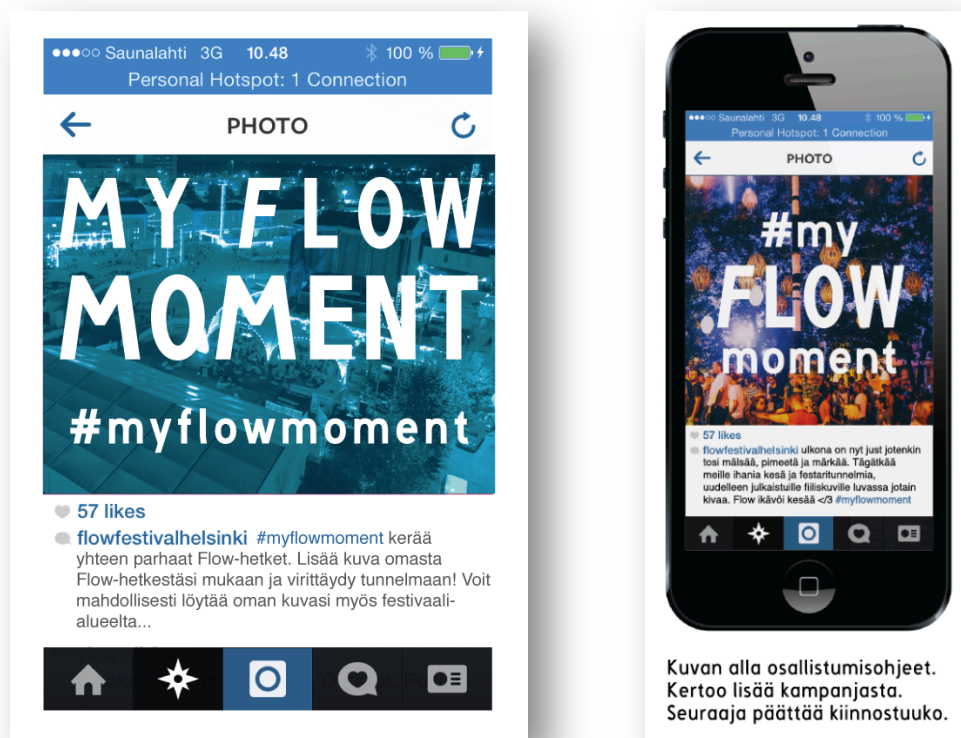 ●●●○○ Saunalahti 3G 10.48 100 %
Personal Hotspot: 1 Connection
PHOTO
MY FLOW
MOMENT
#myflowmoment
57 likes
flowfestivalhelsinki #myflowmoment kerää
yhteen parhaat Flow-hetket. Lisää kuva omasta
Flow-hetkestäsi mukaan ja virittäydy tunnelmaan! Voit
mahdollisesti löytää oman kuvasi myös festivaali-
alueelta...
●●●○○ Saunalahti 3G 10.48 100 %
Personal Hotspot: 1 Connection
PHOTO
#my
FLOW
moment
57 likes
flowfestivalhelsinki ulkona on nyt just jotenkin
tosi mälsää, pimeetä ja märkää. Tägätkää
meille ihania kesä ja festaritunnelmia,
uudelleen julkaistuille fiiliskuville luvassa jotain
kivaa. Flow ikävöi kesää </3 #myflowmoment
Kuvan alla osallistumisohjeet.
Kertoo lisää kampanjasta.
Seuraaja päättää kiinnostuuko.